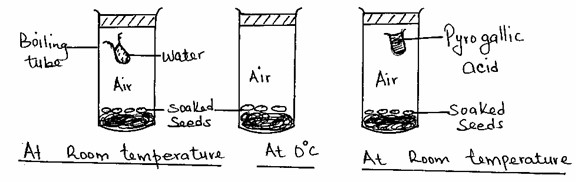 Boiling tube
Water
Air
Soaked Seeds
At Room temperature
Air
At 0°C
Pyrogallic acid
Air
Soaked Seeds
At Room temperature